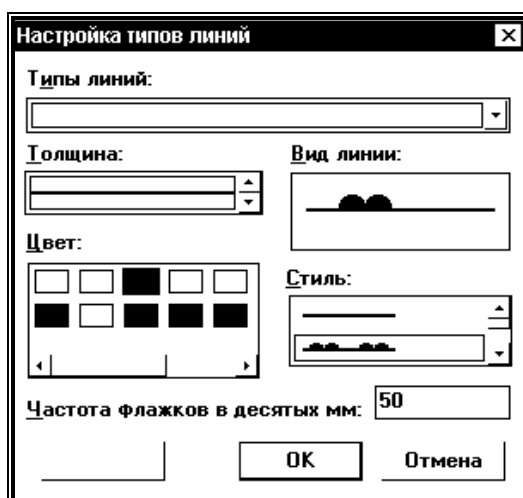 Настройка типов линий
Типы линий:
Толщина:
Вид линии:
Цвет:
Стиль:
Частота флажков в десятых мм: 50
OK
Отмена